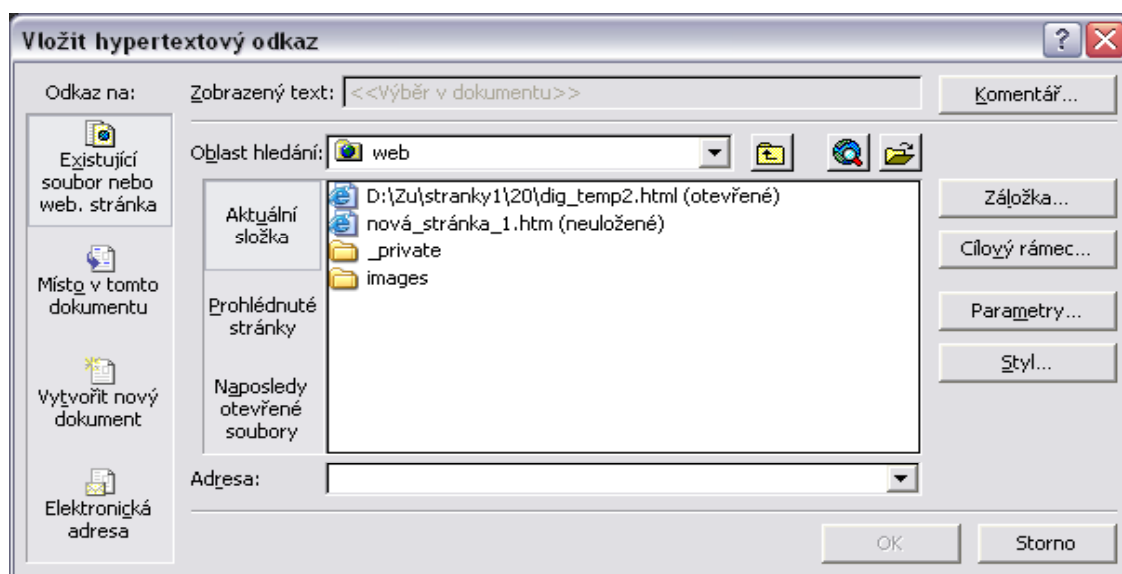 Vložit hypertextový odkaz
Odkaz na:
Zobrazený text:
<<Výběr v dokumentu>>
Komentář...
Existující
soubor nebo
web. stránka
Místo v tomto
dokumentu
Vytvořit nový
dokument
Elektronická
adresa
Oblast hledání:
web
Aktuální
složka
Prohlédnuté
stránky
Naposledy
otevřené
soubory
D:\Zu\stranky1\20\dig_temp2.html (otevřené)
nová_stránka_1.htm (neuložené)
_private
images
Záložka...
Cílový rámec...
Parametry...
Styl...
Adresa:
OK
Storno